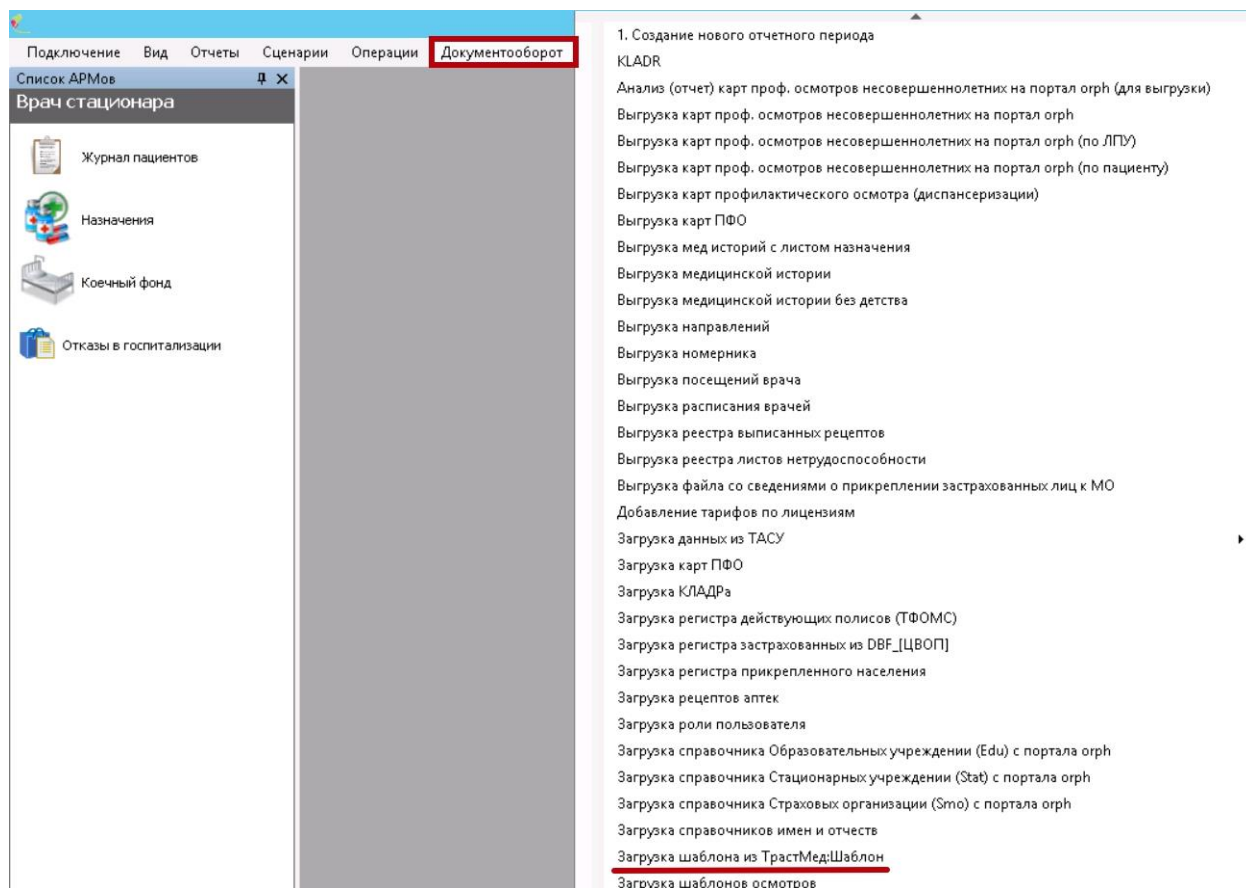 Подключение Вид Отчеты Сценарии Операции Документооборот
Список АРМов
Врач стационара
Журнал пациентов
Назначения
Коечный фонд
Отказы в госпитализации
1. Создание нового отчетного периода
KLADR
Анализ (отчет) карт проф. осмотров несовершеннолетних на портал orph (для выгрузки)
Выгрузка карт проф. осмотров несовершеннолетних на портал orph
Выгрузка карт проф. осмотров несовершеннолетних на портал orph (по ЛПУ)
Выгрузка карт проф. осмотров несовершеннолетних на портал orph (по пациенту)
Выгрузка карт профилактического осмотра (диспансеризации)
Выгрузка карт ПФО
Выгрузка мед историй с листом назначения
Выгрузка медицинской истории
Выгрузка медицинской истории без детства
Выгрузка направлений
Выгрузка номерника
Выгрузка посещений врача
Выгрузка расписания врачей
Выгрузка реестра выписанных рецептов
Выгрузка реестра листов нетрудоспособности
Выгрузка файла со сведениями о прикреплении застрахованных лиц к МО
Добавление тарифов по лицензиям
Загрузка данных из ТАСУ
Загрузка карт ПФО
Загрузка КЛАДРа
Загрузка регистра действующих полисов (ТФОМС)
Загрузка регистра застрахованных из DBF_[ЦВОП]
Загрузка регистра прикрепленного населения
Загрузка рецептов аптек
Загрузка роли пользователя
Загрузка справочника Образовательных учреждении (Edu) с портала orph
Загрузка справочника Стационарных учреждении (Stat) с портала orph
Загрузка справочника Страховых организации (Smo) с портала orph
Загрузка справочников имен и отчеств
Загрузка шаблона из ТрастМед:Шаблон
Загрузка шаблонов осмотров